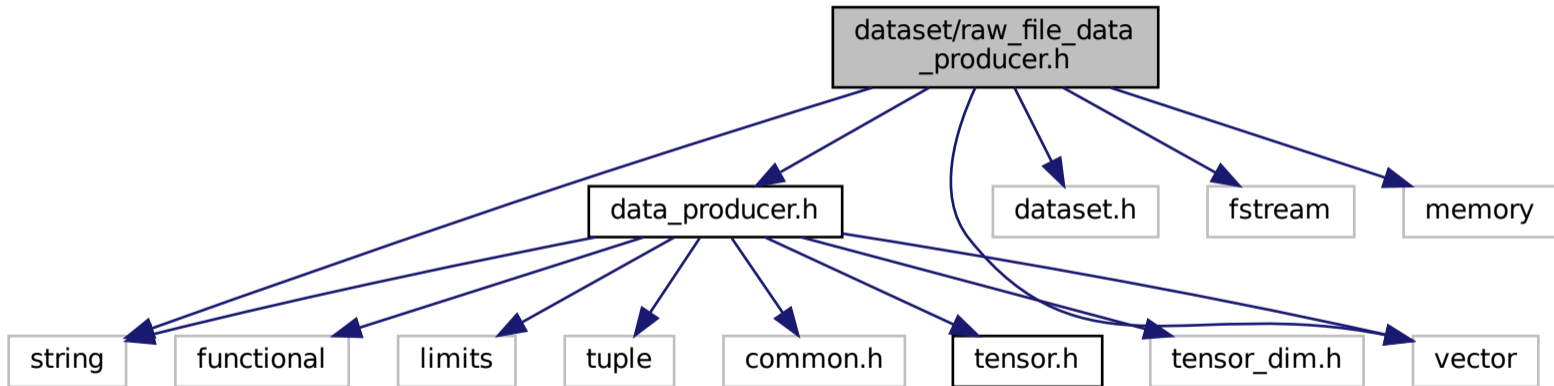 dataset/raw_file_data
_producer.h
data_producer.h
dataset.h
fstream
memory
string
functional
limits
tuple
common.h
tensor.h
tensor_dim.h
vector